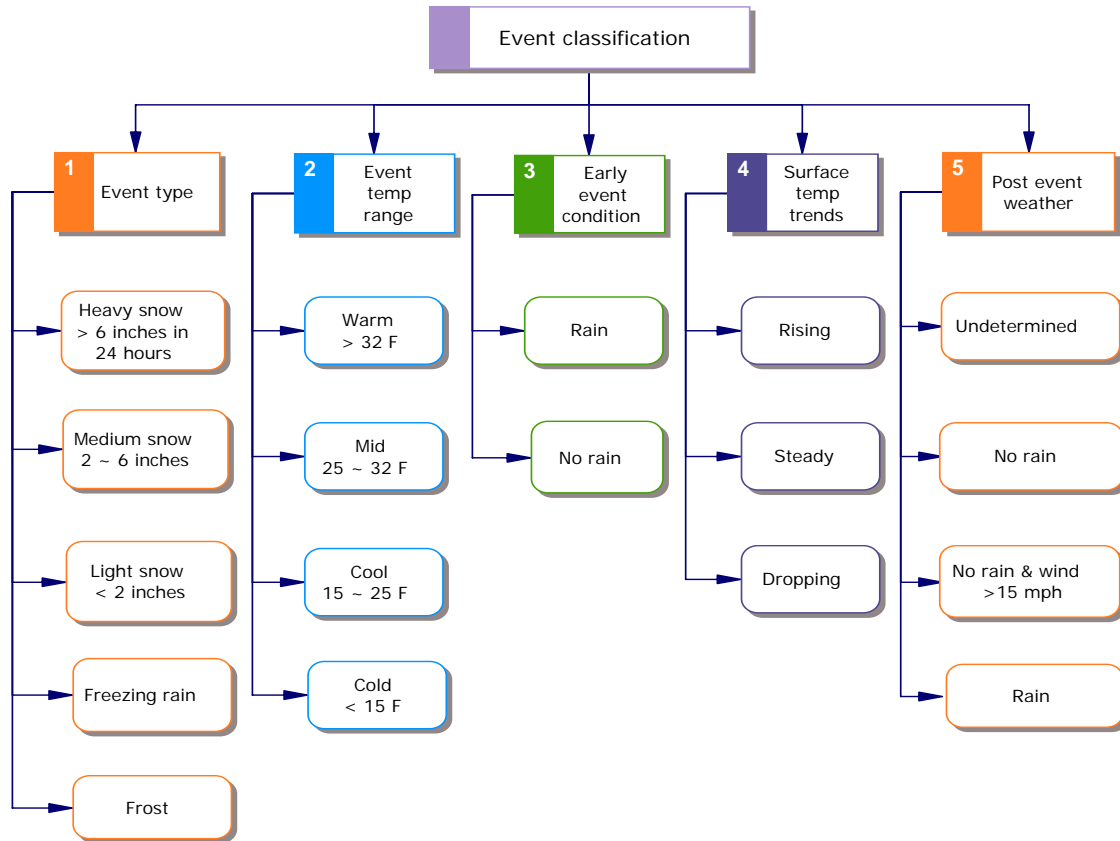 Event classification
1
Event type
2
Event
temp
range
3
Early
event
condition
4
Surface
temp
trends
5
Post event
weather
Heavy snow
> 6 inches in
24 hours
Medium snow
2 ~ 6 inches
Light snow
< 2 inches
Freezing rain
Frost
Warm
> 32 F
Mid
25 ~ 32 F
Cool
15 ~ 25 F
Cold
< 15 F
Rain
No rain
Rising
Steady
Dropping
Undetermined
No rain
No rain & wind
>15 mph
Rain